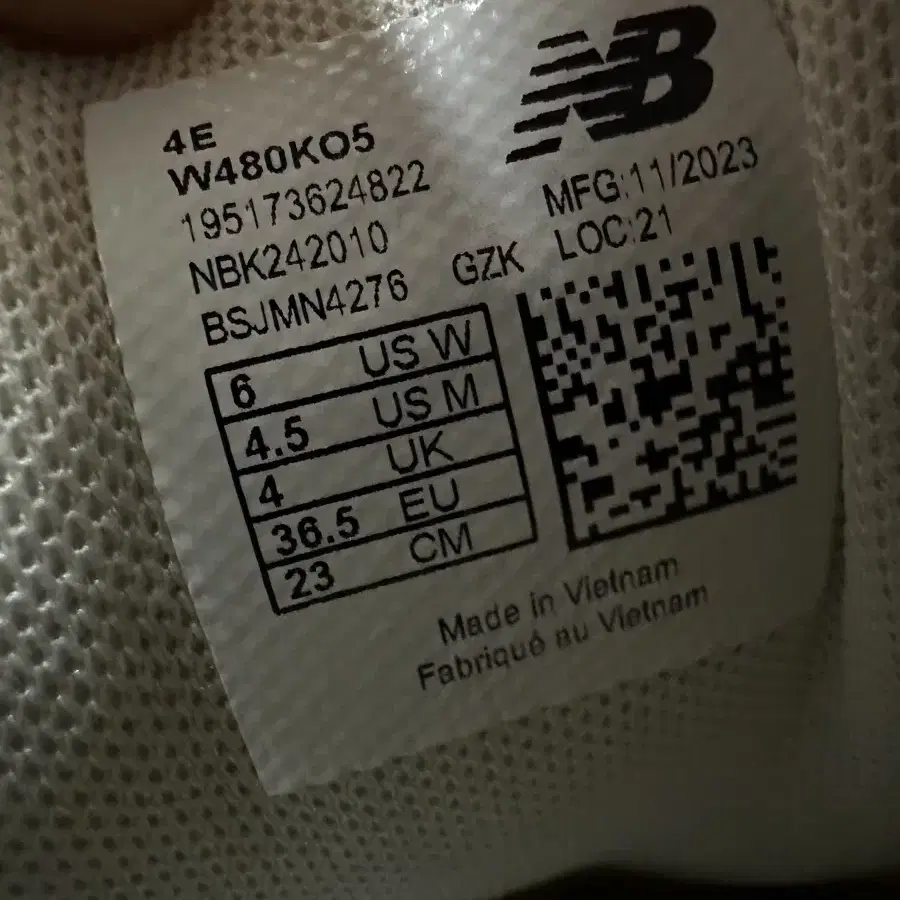 NB
4E
W480KO5
195173624822
MFG:11/2023
NBK242010
LOC:21
BSJMN4276 GZK
6 US W
4.5 US M
4 UK
36.5 EU
23 CM
Made in Vietnam
Fabriqué au Vietnam